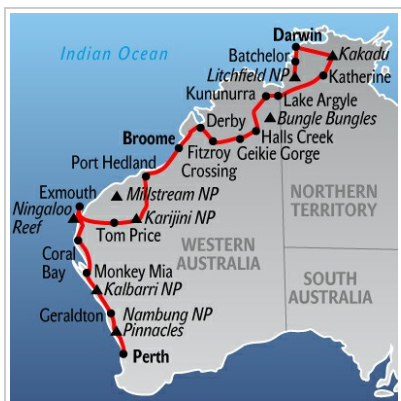 Darwin
Indian Ocean
Batchelor
Kakadu
Litchfield NP
Katherine
Kununurra
Lake Argyle
Bungle Bungles
Derby
Broome
Halls Creek
Fitzroy
Crossing
Geikie Gorge
Port Hedland
Exmouth
Millstream NP
NORTHERN
TERRITORY
Ningaloo
Reef
Karijini NP
Tom Price
WESTERN
AUSTRALIA
Coral
Bay
Monkey Mia
SOUTH
AUSTRALIA
Kalbarri NP
Geraldton
Nambung NP
Pinnacles
Perth